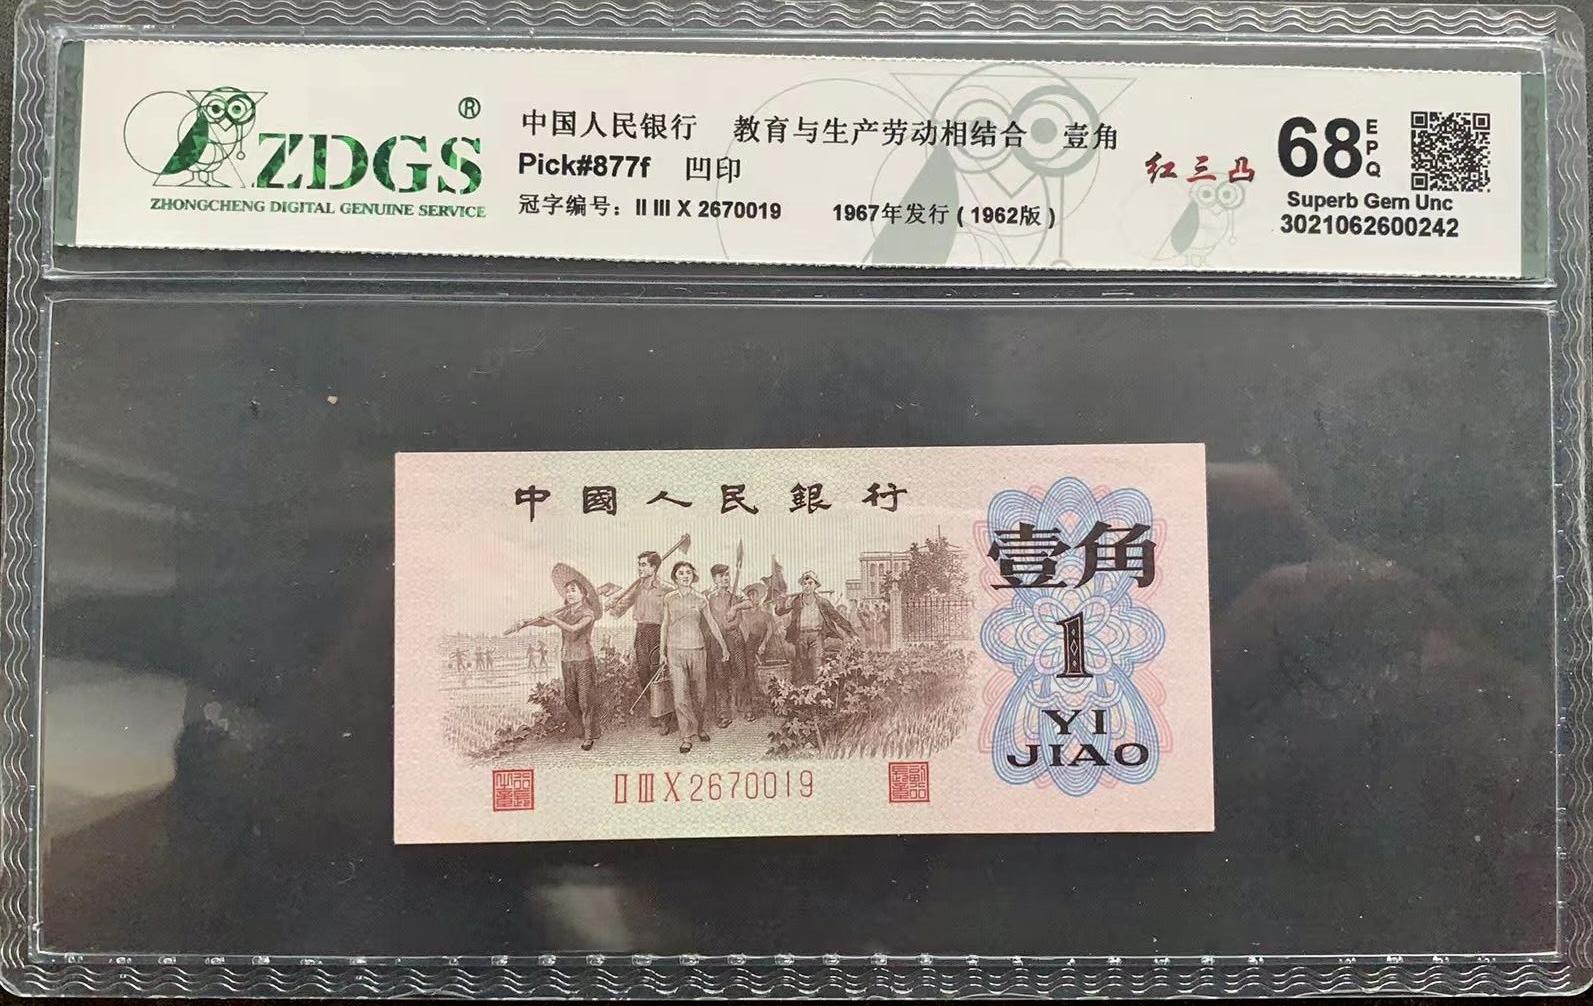 ZDGS®
ZHONGCHENG DIGITAL GENUINE SERVICE
中国人民银行 教育与生产劳动相结合 壹角
Pick#877f 凹印
冠字编号：II III X 2670019 1967年发行（1962版）
红三凸
68 EPQ
Superb Gem Unc
3021062600242
中國人民銀行
壹角
1
YI
JIAO
II III X 2670019